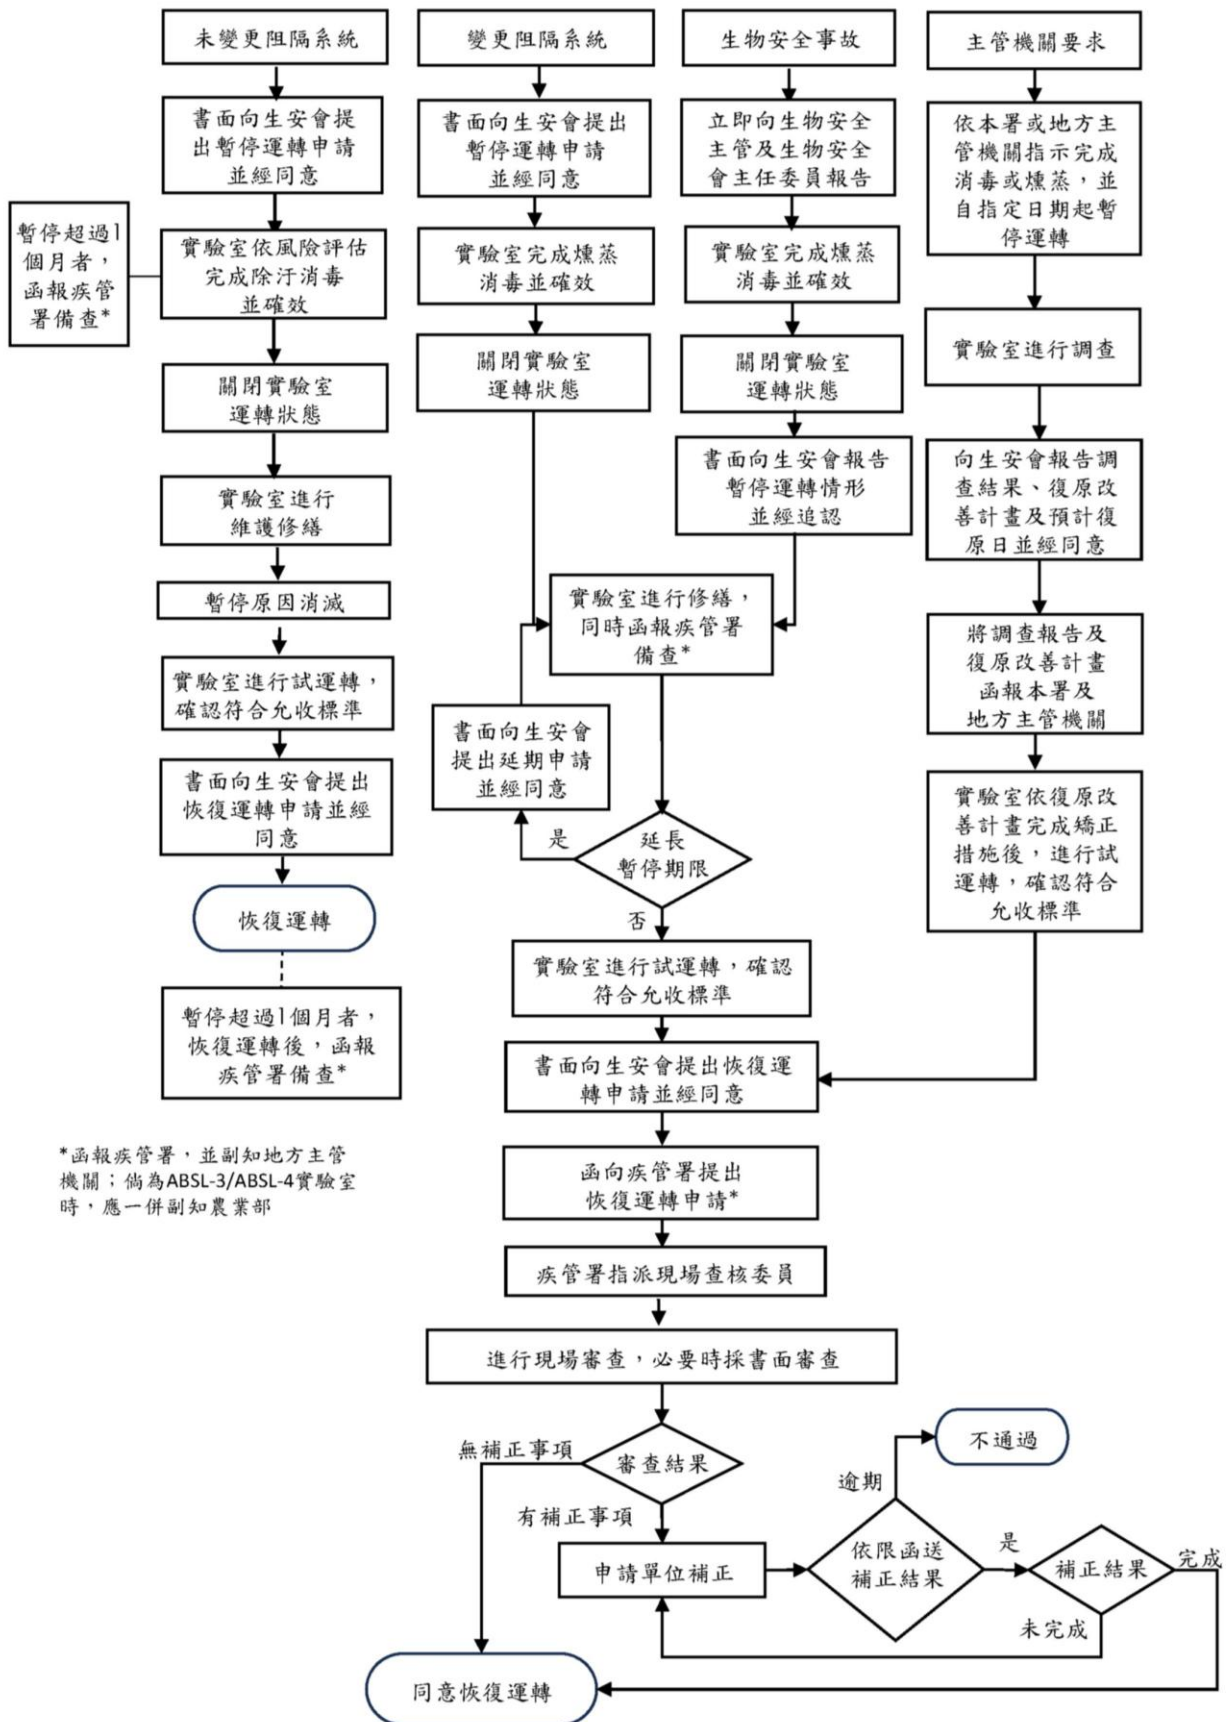 未變更阻隔系統
書面向生安會提
出暫停運轉申請
並經同意
暫停超過1
個月者，
函報疾管
署備查*
實驗室依風險評估
完成除汙消毒
並確效
關閉實驗室
運轉狀態
實驗室進行
維護修繕
暫停原因消滅
實驗室進行試運轉，
確認符合允收標準
書面向生安會提出
恢復運轉申請並經
同意
恢復運轉
暫停超過1個月者，
恢復運轉後，函報
疾管署備查*
*函報疾管署，並副知地方主管
機關；倘為ABSL-3/ABSL-4實驗室
時，應一併副知農業部
變更阻隔系統
書面向生安會提出
暫停運轉申請
並經同意
實驗室完成燻蒸
消毒並確效
關閉實驗室
運轉狀態
生物安全事故
立即向生物安全
主管及生物安全
會主任委員報告
實驗室完成燻蒸
消毒並確效
關閉實驗室
運轉狀態
書面向生安會報告
暫停運轉情形
並經追認
實驗室進行修繕，
同時函報疾管署
備查*
書面向生安會
提出延期申請
並經同意
是
延長
暫停期限
否
實驗室進行試運轉，確認
符合允收標準
主管機關要求
依本署或地方主
管機關指示完成
消毒或燻蒸，並
自指定日期起暫
停運轉
實驗室進行調查
向生安會報告調
查結果、復原改
善計畫及預計復
原日並經同意
將調查報告及
復原改善計畫
函報本署及
地方主管機關
實驗室依復原改
善計畫完成矯正
措施後，進行試
運轉，確認符合
允收標準
書面向生安會提出恢復運
轉申請並經同意
函向疾管署提出
恢復運轉申請*
疾管署指派現場查核委員
進行現場審查，必要時採書面審查
審查結果
無補正事項
有補正事項
申請單位補正
依限函送
補正結果
逾期
不通過
是
補正結果
完成
未完成
同意恢復運轉